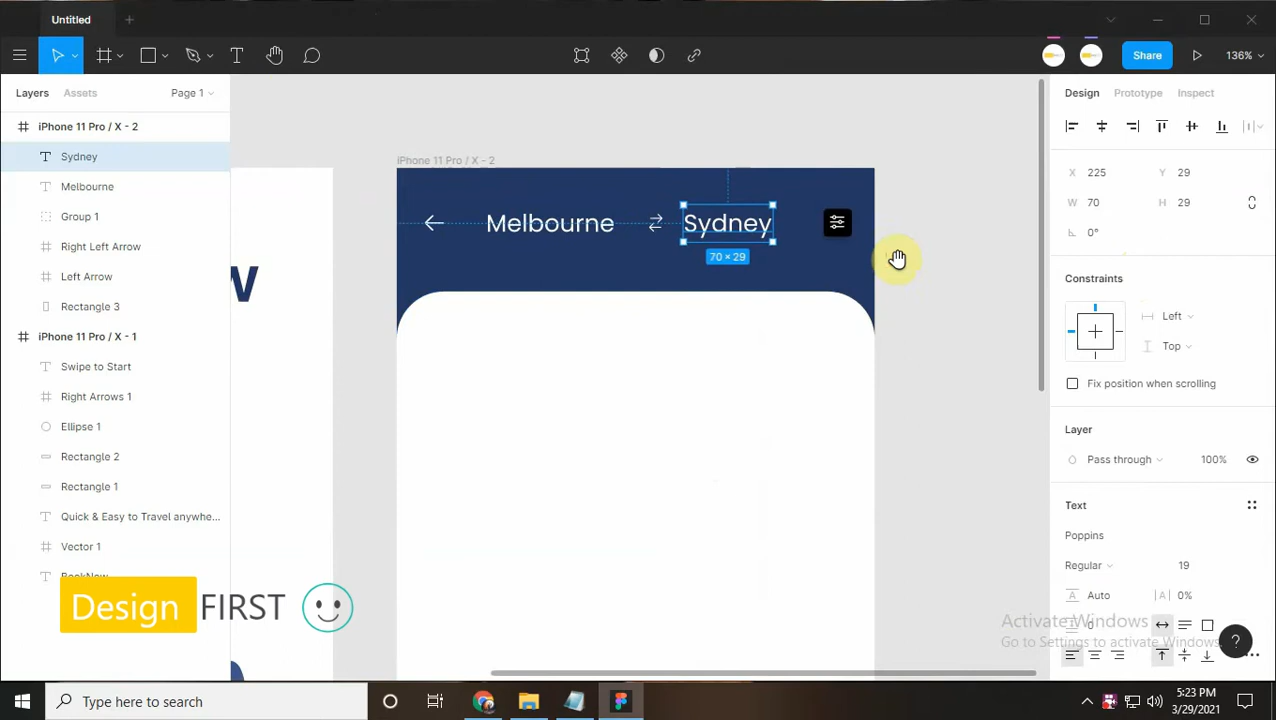 Untitled
Share
136%
Layers
Assets
Page 1
Design
Prototype
Inspect
iPhone 11 Pro / X - 2
Sydney
Melbourne
Group 1
Right Left Arrow
Left Arrow
Rectangle 3
iPhone 11 Pro / X - 1
Swipe to Start
Right Arrows 1
Ellipse 1
Rectangle 2
Rectangle 1
Quick & Easy to Travel anywhe...
Vector 1
BookNow
w
iPhone 11 Pro / X - 2
Melbourne
Sydney
70 × 29
X 225 Y 29
W 70 H 29
0°
Constraints
Left
Top
Fix position when scrolling
Layer
Pass through 100%
Text
Poppins
Regular 19
Auto 0%
0
Activate Windows
Go to Settings to activate Windows.
?
Design FIRST
Type here to search
5:23 PM
3/29/2021